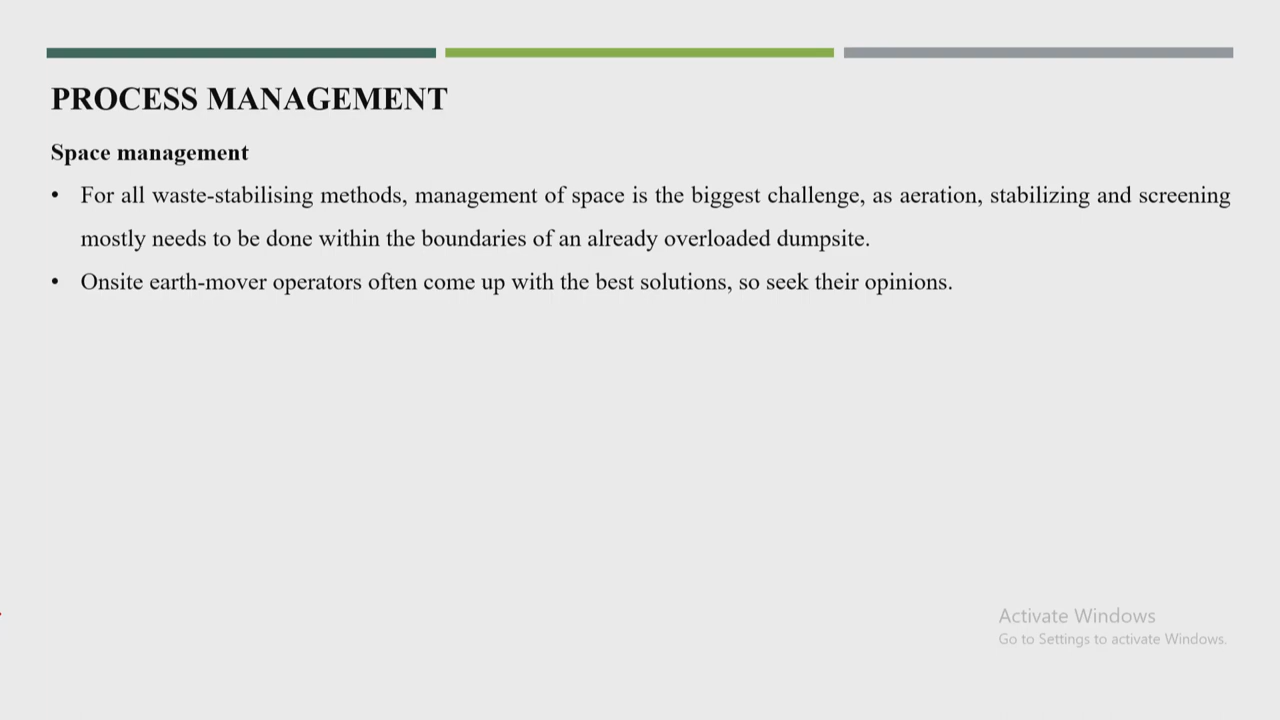 PROCESS MANAGEMENT
Space management
• For all waste-stabilising methods, management of space is the biggest challenge, as aeration, stabilizing and screening
mostly needs to be done within the boundaries of an already overloaded dumpsite.
• Onsite earth-mover operators often come up with the best solutions, so seek their opinions.
Activate Windows
Go to Settings to activate Windows.